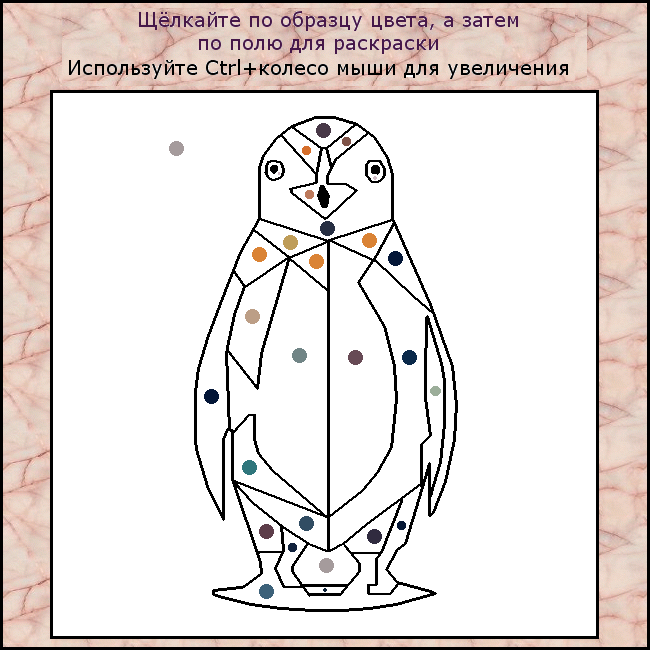 Щёлкайте по образцу цвета, а затем
по полю для раскраски
Используйте Ctrl+колесо мыши для увеличения